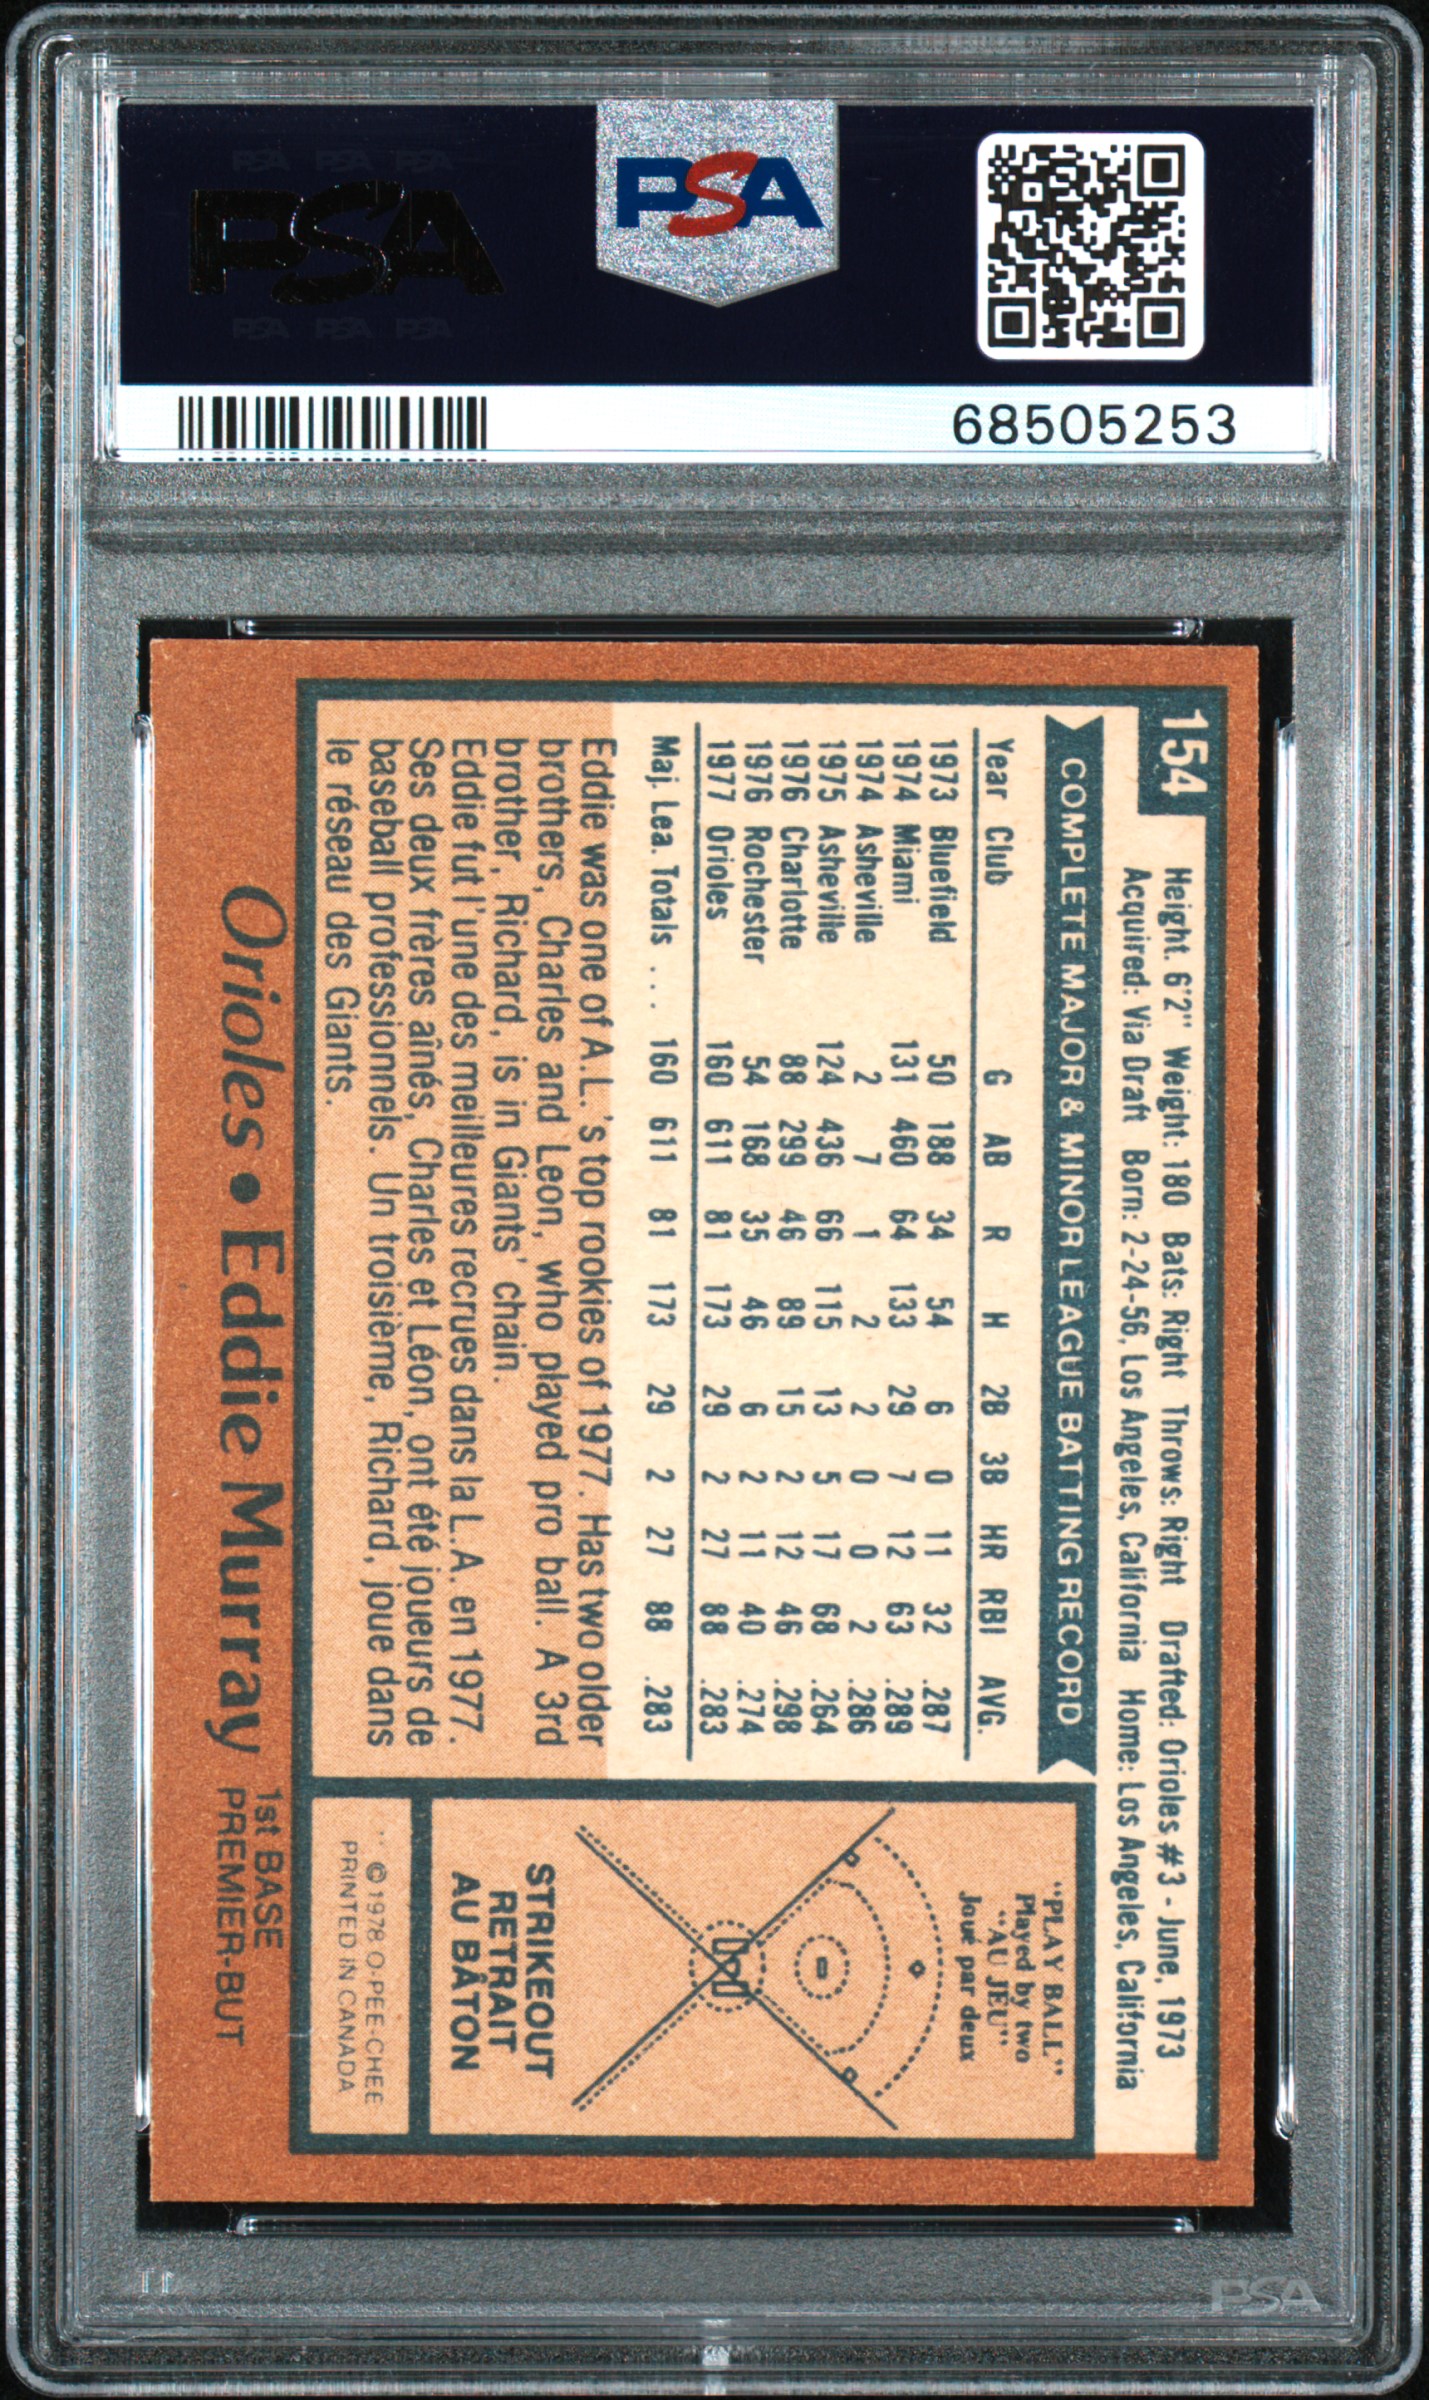 PSA PSA PSA
PSA
PSA PSA PSA
PSA
68505253
154
Height: 6'2" Weight: 180 Bats: Right Throws: Right Drafted: Orioles #3 - June, 1973
Acquired: Via Draft Born: 2-24-56, Los Angeles, California Home: Los Angeles, California
COMPLETE MAJOR & MINOR LEAGUE BATTING RECORD
Year Club G AB R H 2B 3B HR RBI AVG.
1973 Bluefield 50 188 34 54 6 0 11 32 .287
1974 Miami 131 460 64 133 29 7 12 63 .289
1974 Asheville 2 7 1 2 2 0 0 2 .286
1975 Asheville 124 436 66 115 13 5 17 68 .264
1976 Charlotte 88 299 46 89 15 2 12 46 .298
1976 Rochester 54 168 35 46 6 2 11 40 .274
1977 Orioles 160 611 81 173 29 2 27 88 .283
Maj. Lea. Totals . . . 160 611 81 173 29 2 27 88 .283
Eddie was one of A.L.'s top rookies of 1977. Has two older
brothers, Charles and Leon, who played pro ball. A 3rd
brother, Richard, is in Giants' chain.
Eddie fut l'une des meilleures recrues dans la L.A. en 1977.
Ses deux frères aînés, Charles et Léon, ont été joueurs de
baseball professionnels. Un troisième, Richard, joue dans
le réseau des Giants.
"PLAY BALL"
Played by two
"AU JEU"
Joué par deux
STRIKEOUT
RETRAIT
AU BÂTON
© 1978 O-PEE-CHEE
PRINTED IN CANADA
Orioles • Eddie Murray
1st BASE
PREMIER-BUT
PSA